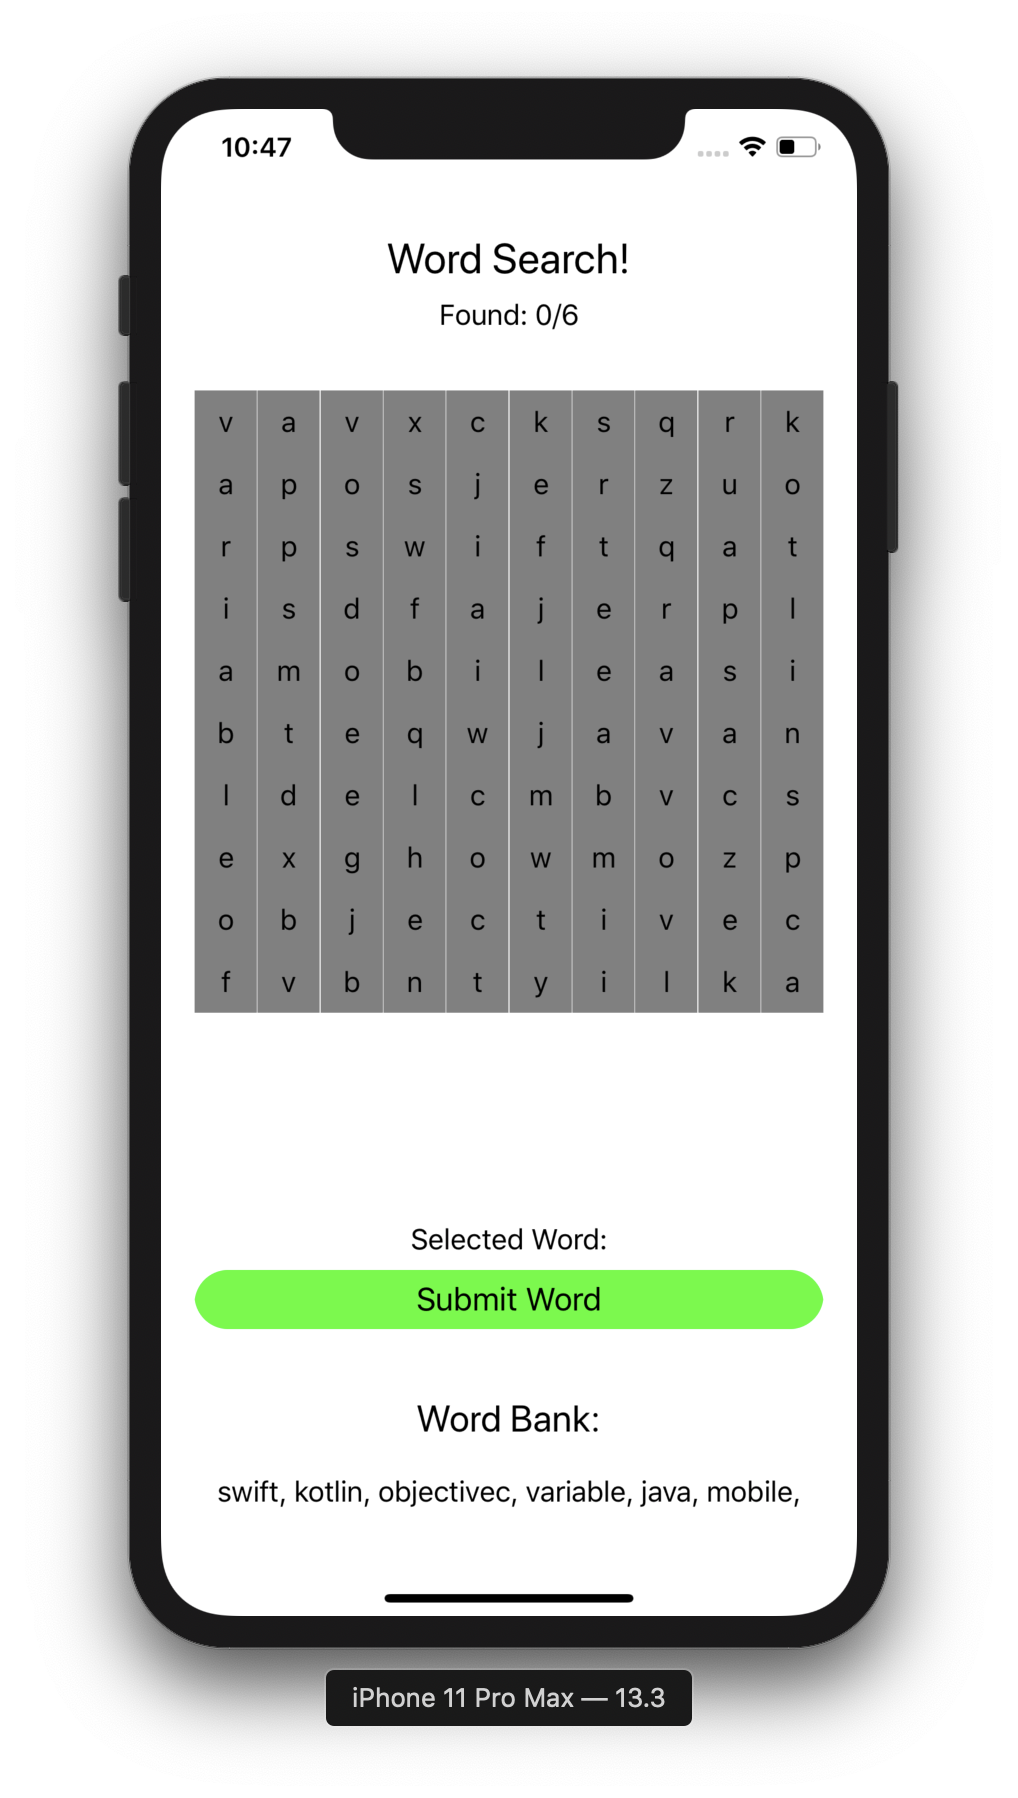 10:47
Word Search!
Found: 0/6
v a v x c k s q r k
a p o s j e r z u o
r p s w i f t q a t
i s d f a j e r p l
a m o b i l e a s i
b t e q w j a v a n
l d e l c m b v c s
e x g h o w m o z p
o b j e c t i v e c
f v b n t y i l k a
Selected Word:
Submit Word
Word Bank:
swift, kotlin, objectivec, variable, java, mobile,
iPhone 11 Pro Max — 13.3